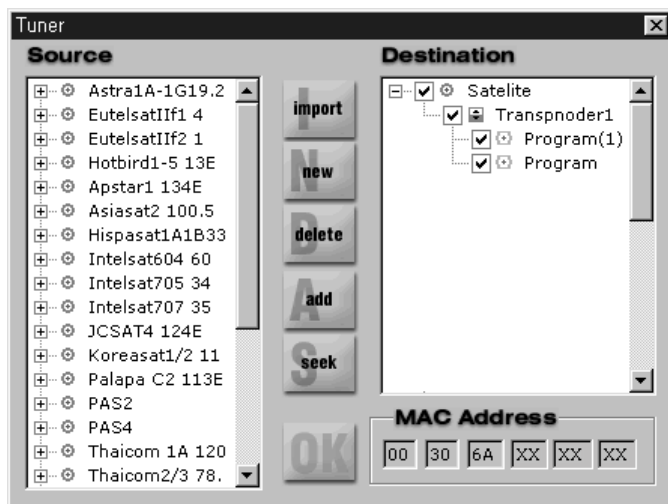 Tuner
Source
Astra1A-1G19.2
EutelsatIIf1 4
EutelsatIIf2 1
Hotbird1-5 13E
Apstar1 134E
Asiasat2 100.5
Hispasat1A1B33
Intelsat604 60
Intelsat705 34
Intelsat707 35
JCSAT4 124E
Koreasat1/2 11
Palapa C2 113E
PAS2
PAS4
Thaicom 1A 120
Thaicom2/3 78.
I import
N new
D delete
A add
S seek
OK
Destination
Satelite
Transpnoder1
Program(1)
Program
MAC Address
00 30 6A XX XX XX